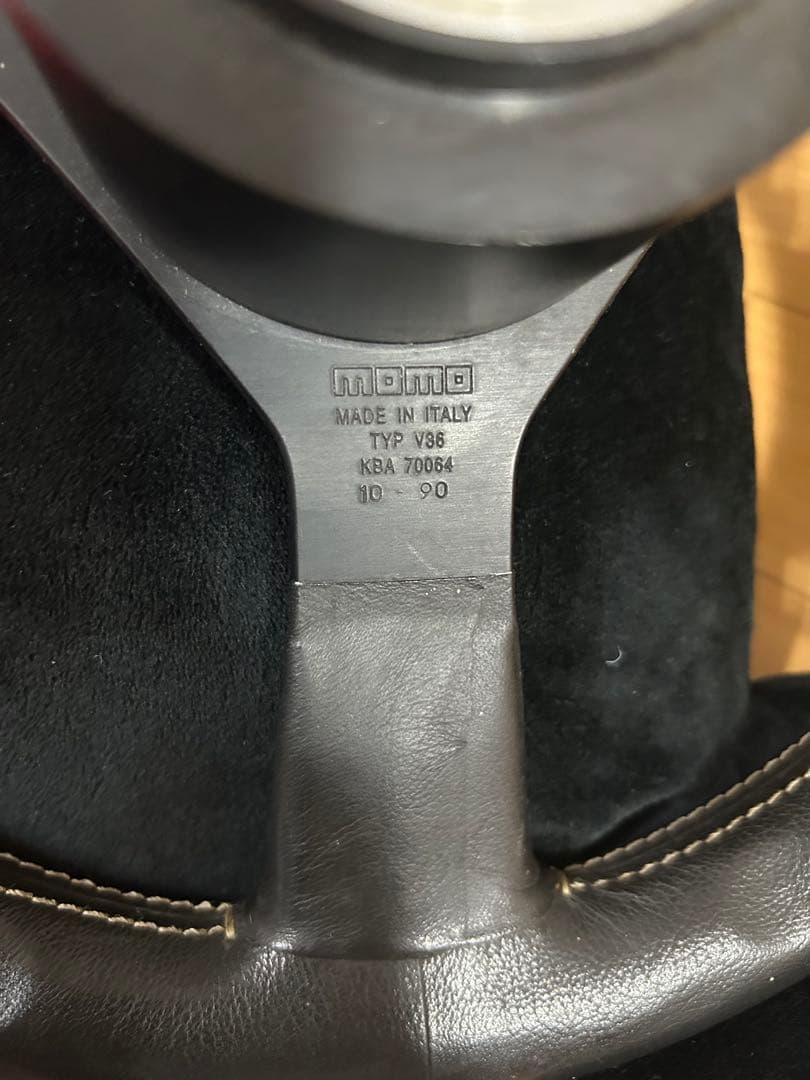 momo
MADE IN ITALY
TYP V36
KBA 70064
10 - 90